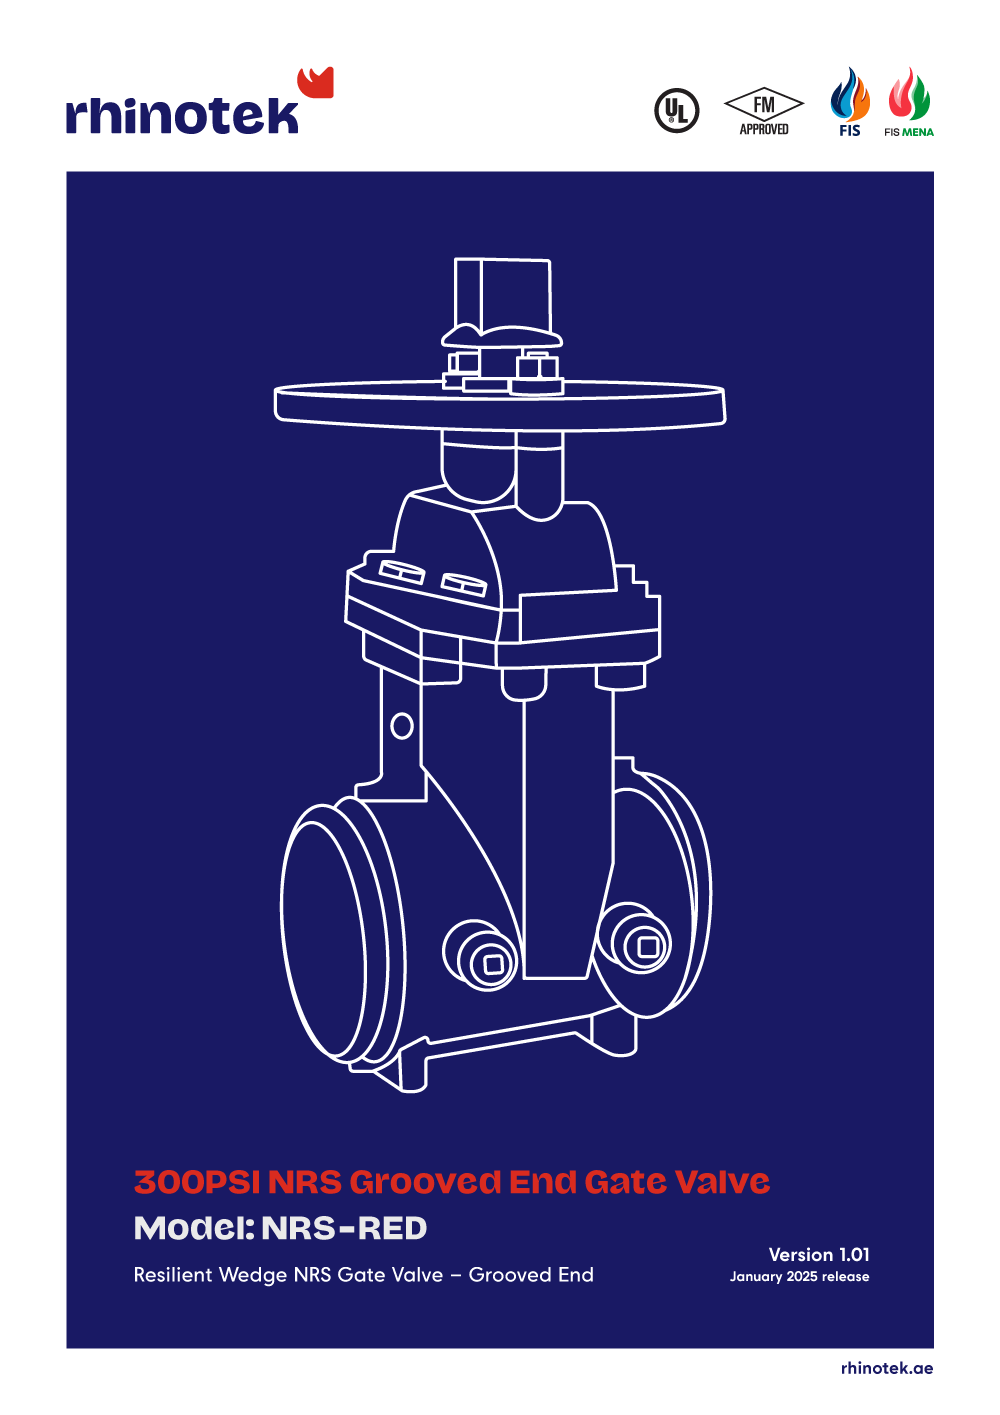 rhinotek
UL
®
FM
APPROVED
FIS
FIS MENA
300PSI NRS Grooved End Gate Valve
Model: NRS-RED
Resilient Wedge NRS Gate Valve – Grooved End
Version 1.01
January 2025 release
rhinotek.ae